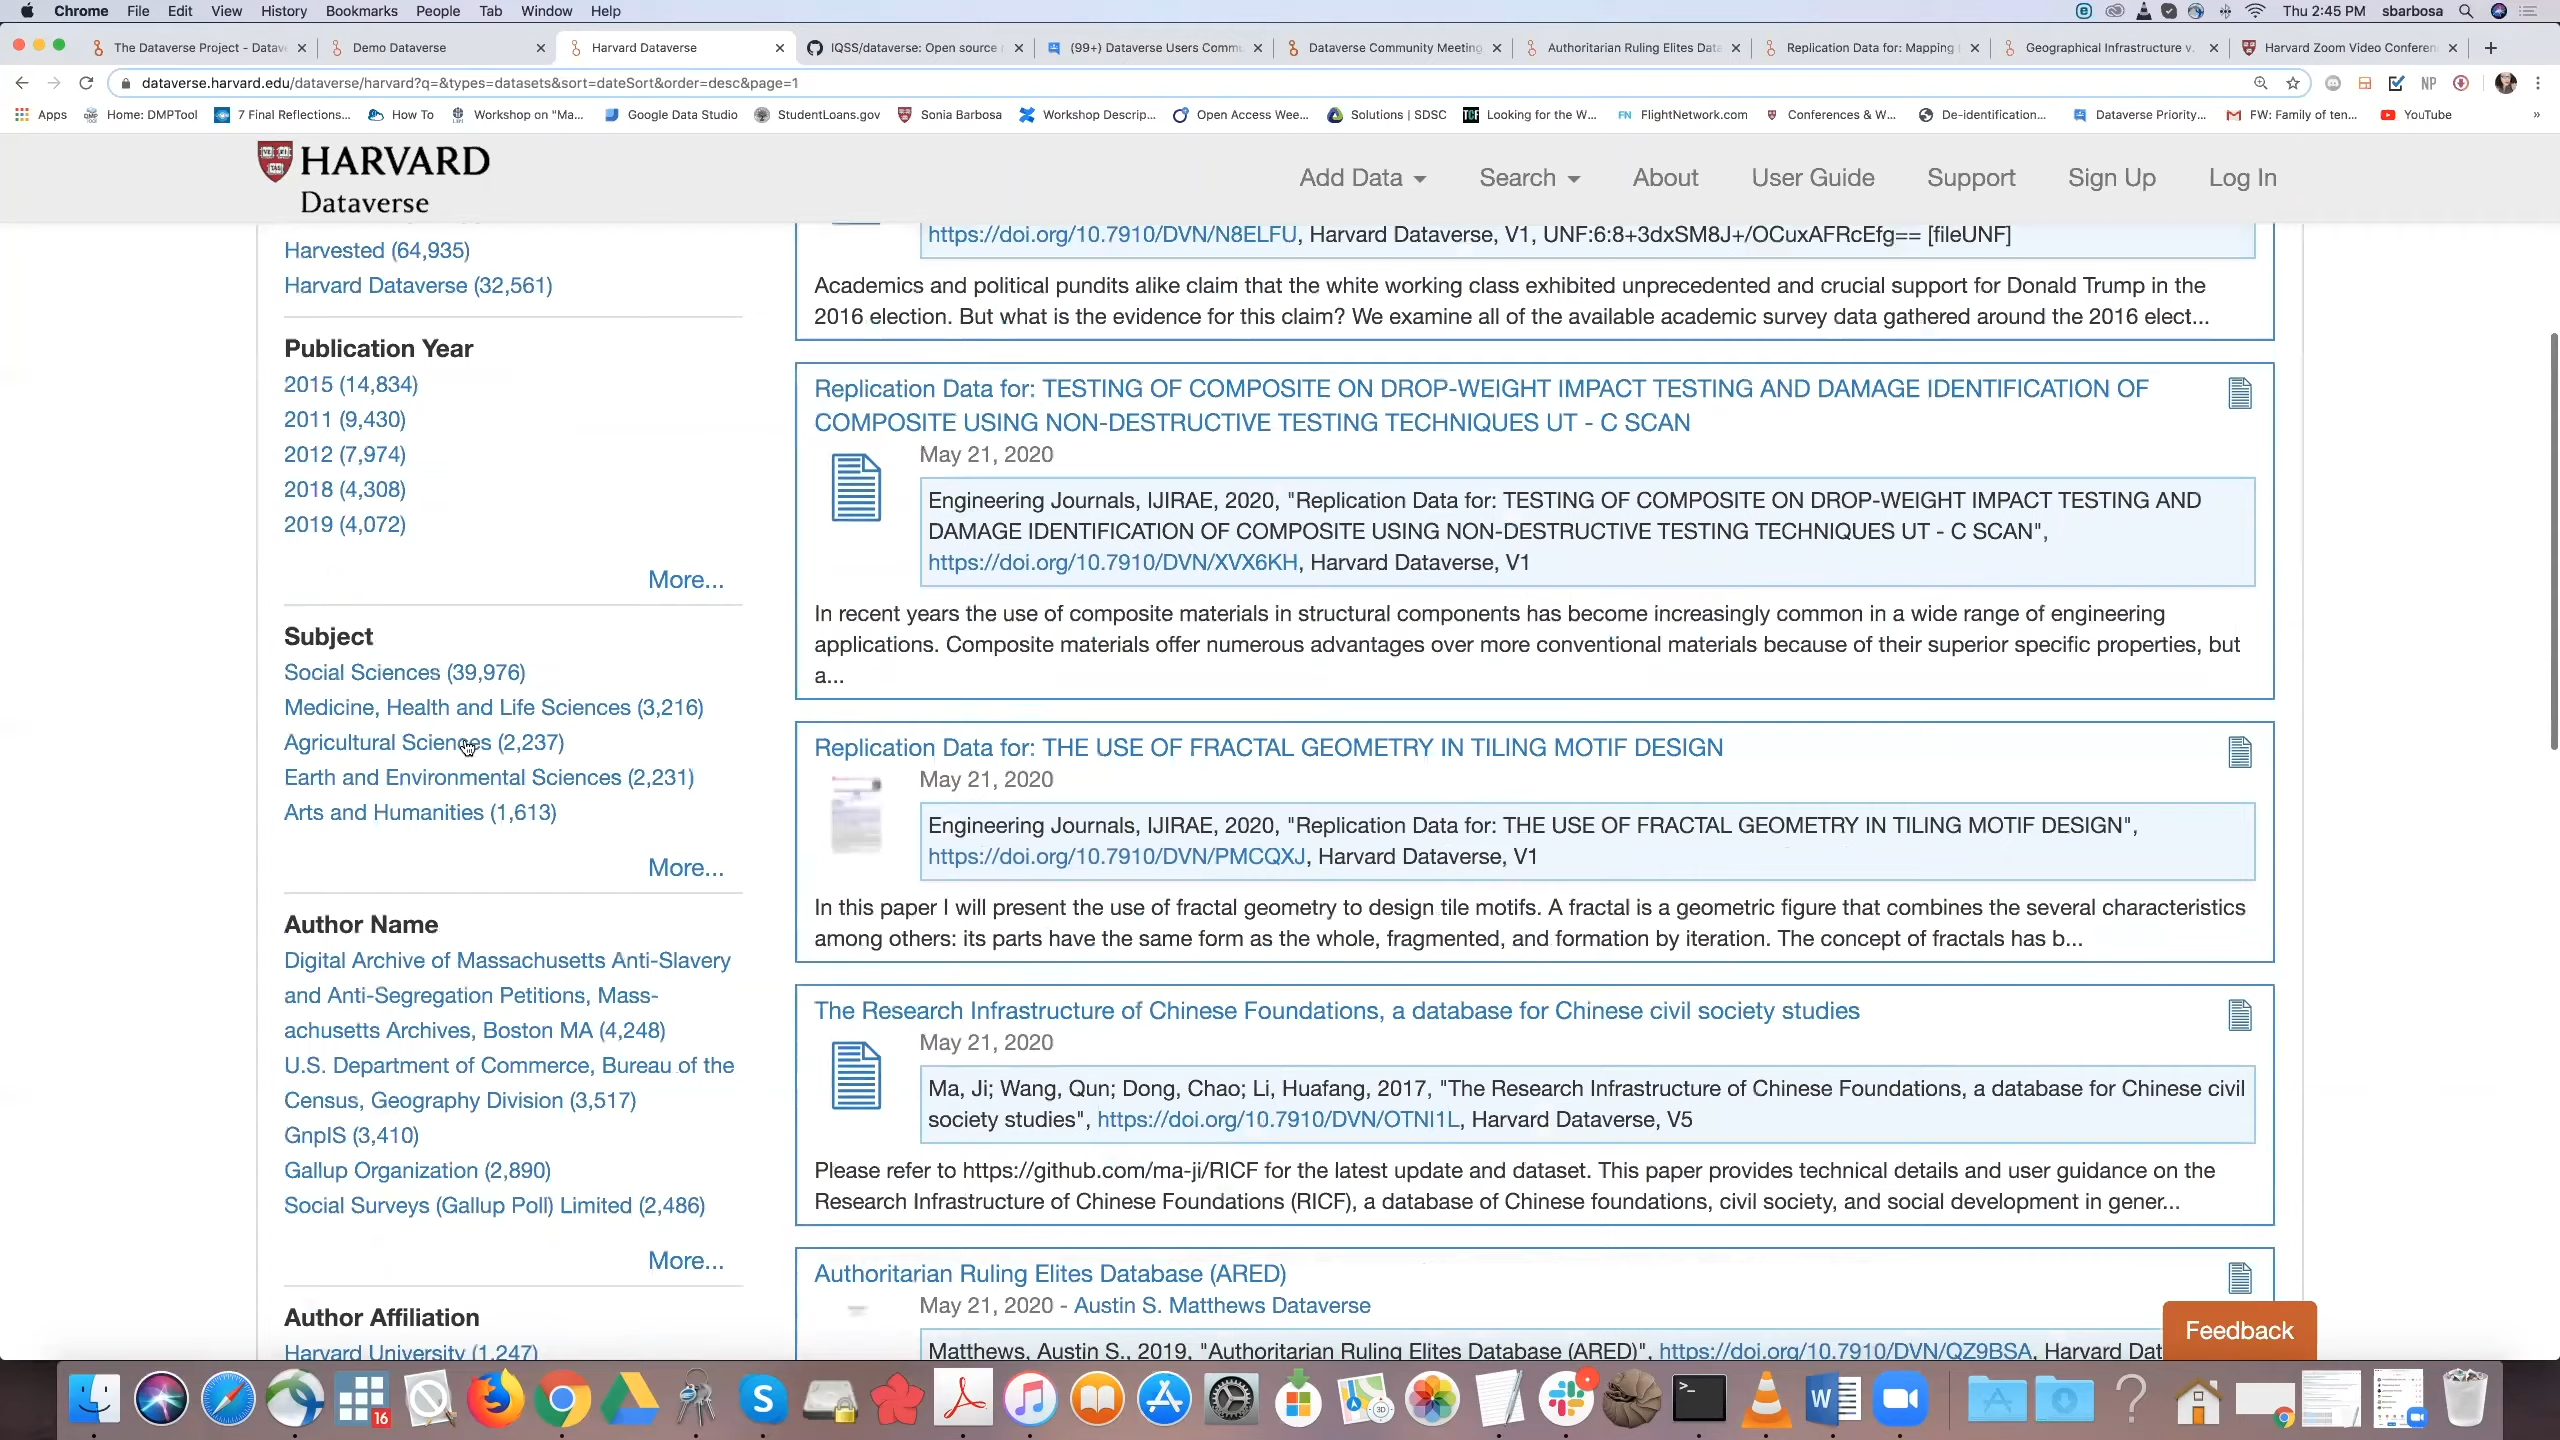 Chrome File Edit View History Bookmarks People Tab Window Help Thu 2:45 PM sbarbosa
The Dataverse Project - Datave Demo Dataverse Harvard Dataverse IQSS/dataverse: Open source (99+) Dataverse Users Commu Dataverse Community Meeting Authoritarian Ruling Elites Data Replication Data for: Mapping Geographical Infrastructure v. Harvard Zoom Video Conferen
dataverse.harvard.edu/dataverse/harvard?q=&types=datasets&sort=dateSort&order=desc&page=1 NP
Apps Home: DMPTool 7 Final Reflections... How To Workshop on "Ma... Google Data Studio StudentLoans.gov Sonia Barbosa Workshop Descrip... Open Access Wee... Solutions | SDSC Looking for the W... FlightNetwork.com Conferences & W... De-identification... Dataverse Priority... FW: Family of ten... YouTube »
HARVARD
Dataverse
Add Data Search About User Guide Support Sign Up Log In
Harvested (64,935)
Harvard Dataverse (32,561)
Publication Year
2015 (14,834)
2011 (9,430)
2012 (7,974)
2018 (4,308)
2019 (4,072)
More...
Subject
Social Sciences (39,976)
Medicine, Health and Life Sciences (3,216)
Agricultural Sciences (2,237)
Earth and Environmental Sciences (2,231)
Arts and Humanities (1,613)
More...
Author Name
Digital Archive of Massachusetts Anti-Slavery
and Anti-Segregation Petitions, Mass-
achusetts Archives, Boston MA (4,248)
U.S. Department of Commerce, Bureau of the
Census, Geography Division (3,517)
GnpIS (3,410)
Gallup Organization (2,890)
Social Surveys (Gallup Poll) Limited (2,486)
More...
Author Affiliation
Harvard University (1,247)
https://doi.org/10.7910/DVN/N8ELFU, Harvard Dataverse, V1, UNF:6:8+3dxSM8J+/OCuxAFRcEfg== [fileUNF]
Academics and political pundits alike claim that the white working class exhibited unprecedented and crucial support for Donald Trump in the
2016 election. But what is the evidence for this claim? We examine all of the available academic survey data gathered around the 2016 elect...
Replication Data for: TESTING OF COMPOSITE ON DROP-WEIGHT IMPACT TESTING AND DAMAGE IDENTIFICATION OF
COMPOSITE USING NON-DESTRUCTIVE TESTING TECHNIQUES UT - C SCAN
May 21, 2020
Engineering Journals, IJIRAE, 2020, "Replication Data for: TESTING OF COMPOSITE ON DROP-WEIGHT IMPACT TESTING AND
DAMAGE IDENTIFICATION OF COMPOSITE USING NON-DESTRUCTIVE TESTING TECHNIQUES UT - C SCAN",
https://doi.org/10.7910/DVN/XVX6KH, Harvard Dataverse, V1
In recent years the use of composite materials in structural components has become increasingly common in a wide range of engineering
applications. Composite materials offer numerous advantages over more conventional materials because of their superior specific properties, but
a...
Replication Data for: THE USE OF FRACTAL GEOMETRY IN TILING MOTIF DESIGN
May 21, 2020
Engineering Journals, IJIRAE, 2020, "Replication Data for: THE USE OF FRACTAL GEOMETRY IN TILING MOTIF DESIGN",
https://doi.org/10.7910/DVN/PMCQXJ, Harvard Dataverse, V1
In this paper I will present the use of fractal geometry to design tile motifs. A fractal is a geometric figure that combines the several characteristics
among others: its parts have the same form as the whole, fragmented, and formation by iteration. The concept of fractals has b...
The Research Infrastructure of Chinese Foundations, a database for Chinese civil society studies
May 21, 2020
Ma, Ji; Wang, Qun; Dong, Chao; Li, Huafang, 2017, "The Research Infrastructure of Chinese Foundations, a database for Chinese civil
society studies", https://doi.org/10.7910/DVN/OTNI1L, Harvard Dataverse, V5
Please refer to https://github.com/ma-ji/RICF for the latest update and dataset. This paper provides technical details and user guidance on the
Research Infrastructure of Chinese Foundations (RICF), a database of Chinese foundations, civil society, and social development in gener...
Authoritarian Ruling Elites Database (ARED)
May 21, 2020 - Austin S. Matthews Dataverse
Matthews, Austin S., 2019, "Authoritarian Ruling Elites Database (ARED)", https://doi.org/10.7910/DVN/QZ9BSA, Harvard Dat
Feedback
16